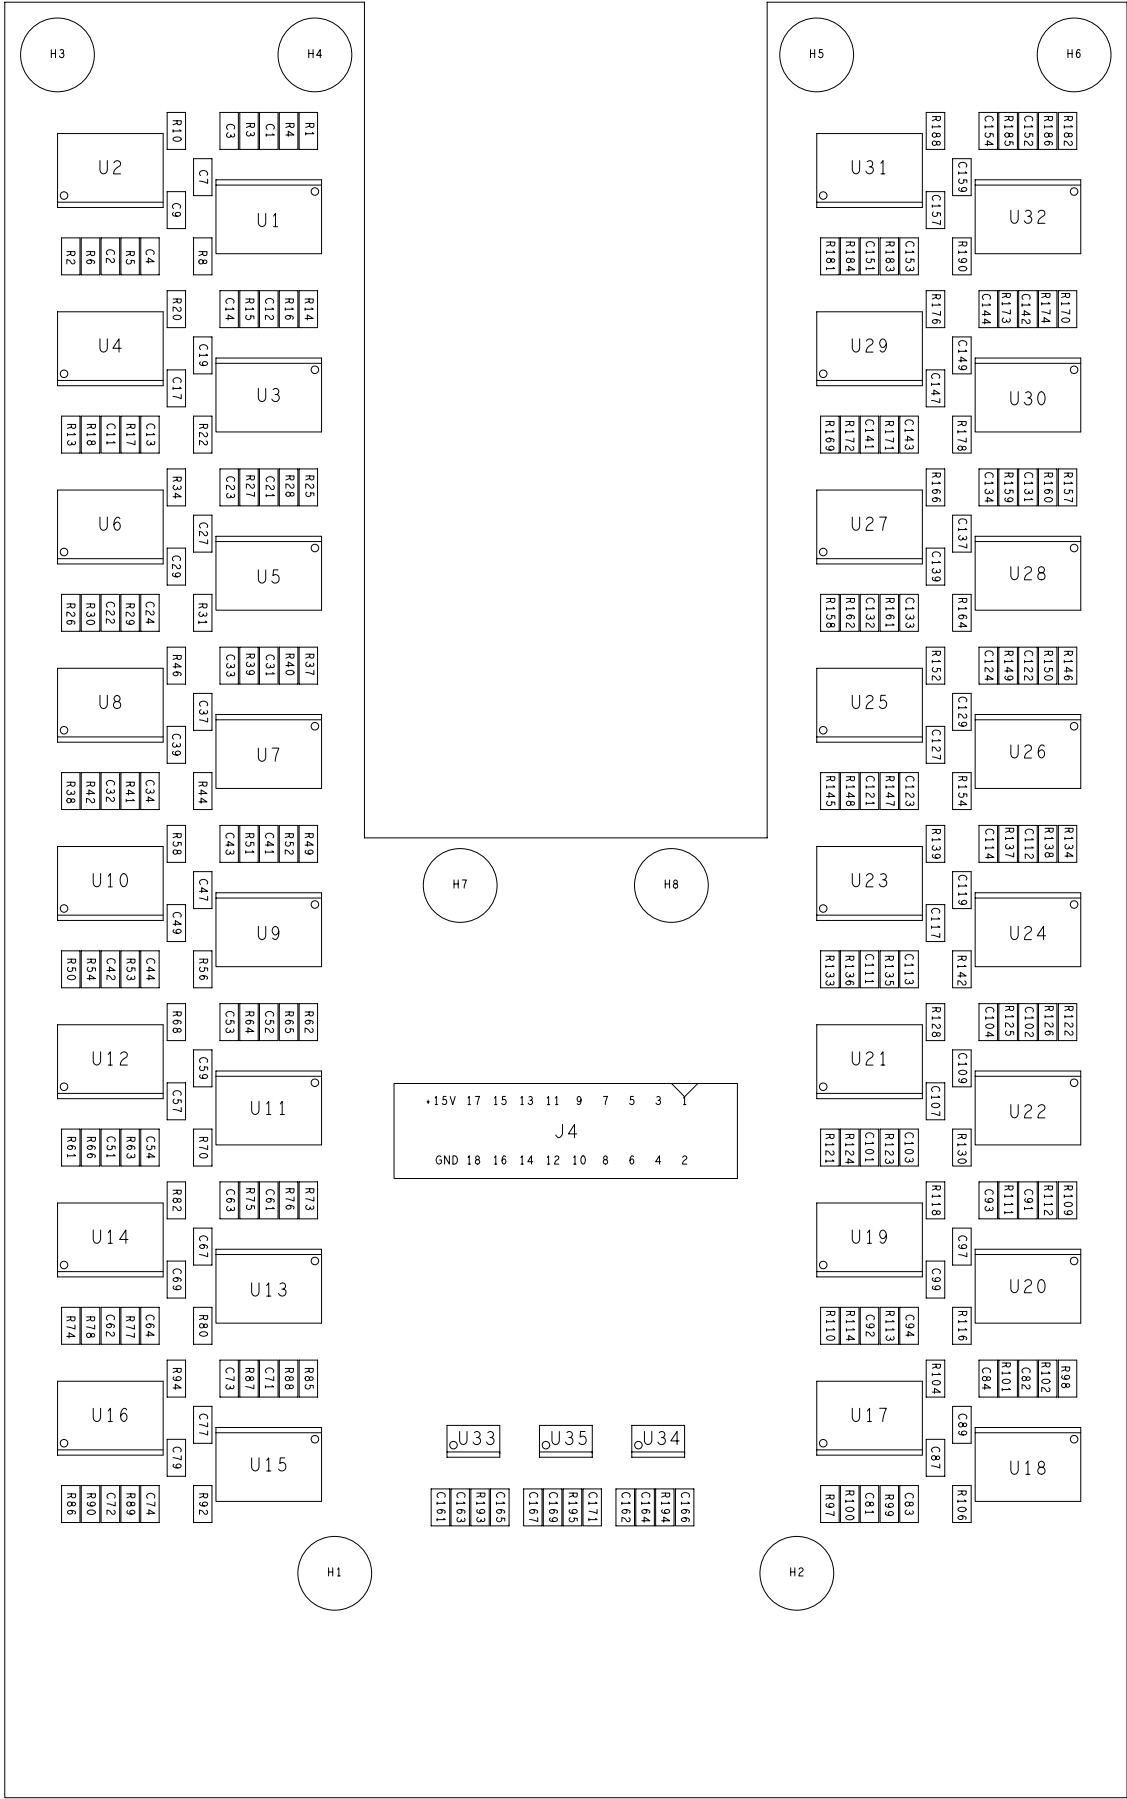 H3 H4 H5 H6
R10 C3 R3 C1 R4 R1
U2 C7 C9 U1
R2 R6 C2 R5 C4 R8
R188 C154 R185 C152 R186 R182
U31 C159 C157 U32
R181 R184 C151 R183 C153 R190
R20 C14 R15 C12 R16 R14
U4 C19 C17 U3
R13 R18 C11 R17 C13 R22
R176 C144 R173 C142 R174 R170
U29 C149 C147 U30
R169 R172 C141 R171 C143 R178
R34 C23 R27 C21 R28 R25
U6 C27 C29 U5
R26 R30 C22 R29 C24 R31
R166 C134 R159 C131 R160 R157
U27 C137 C139 U28
R158 R162 C132 R161 C133 R164
R46 C33 R39 C31 R40 R37
U8 C37 C39 U7
R38 R42 C32 R41 C34 R44
R152 C124 R149 C122 R150 R146
U25 C129 C127 U26
R145 R148 C121 R147 C123 R154
R58 C43 R51 C41 R52 R49
U10 C47 C49 U9
R50 R54 C42 R53 C44 R56
H7 H8
R139 C114 R137 C112 R138 R134
U23 C119 C117 U24
R133 R136 C111 R135 C113 R142
R68 C53 R64 C52 R65 R62
U12 C59 C57 U11
R61 R66 C51 R63 C54 R70
+15V 17 15 13 11 9 7 5 3 1
J4
GND 18 16 14 12 10 8 6 4 2
R128 C104 R125 C102 R126 R122
U21 C109 C107 U22
R121 R124 C101 R123 C103 R130
R82 C63 R75 C61 R76 R73
U14 C67 C69 U13
R74 R78 C62 R77 C64 R80
R118 C93 R111 C91 R112 R109
U19 C97 C99 U20
R110 R114 C92 R113 C94 R116
R94 C73 R87 C71 R88 R85
U16 C77 C79 U15
R86 R90 C72 R89 C74 R92
U33 U35 U34
C161 C163 R193 C165 C167 C169 R195 C171 C162 C164 R194 C166
R104 C84 R101 C82 R102 R98
U17 C89 C87 U18
R97 R100 C81 R99 C83 R106
H1 H2